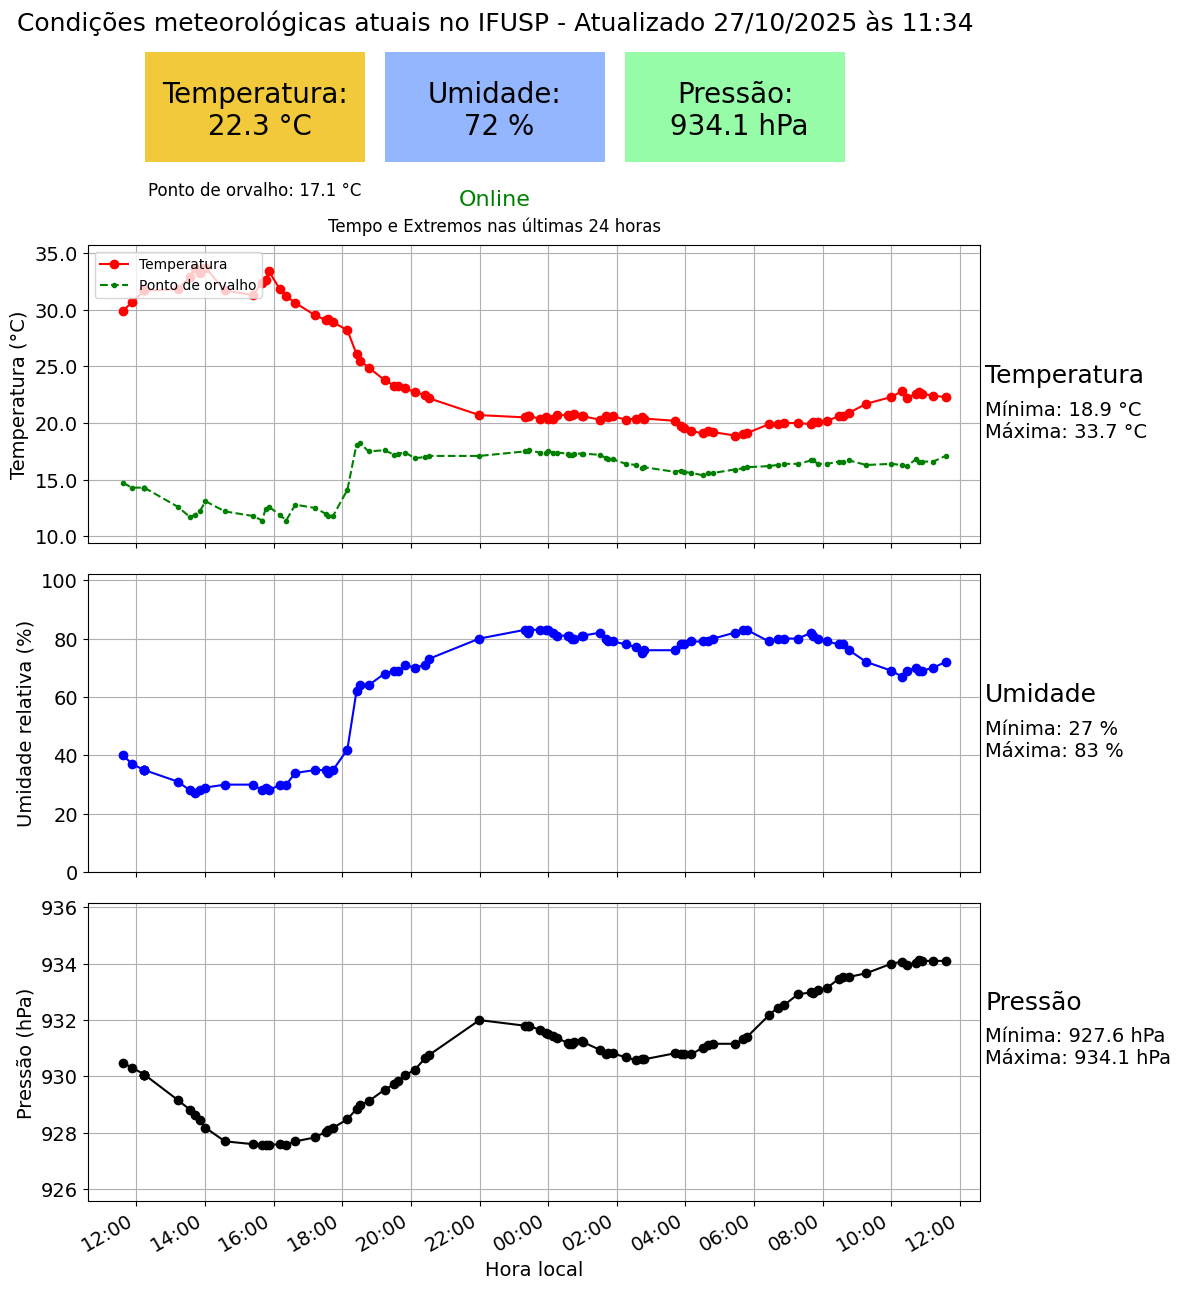 Condições meteorológicas atuais no IFUSP - Atualizado 27/10/2025 às 11:34
Temperatura:
22.3 °C
Umidade:
72 %
Pressão:
934.1 hPa
Ponto de orvalho: 17.1 °C
Online
Tempo e Extremos nas últimas 24 horas
Temperatura
Ponto de orvalho
Temperatura (°C)
35.0
30.0
25.0
20.0
15.0
10.0
Temperatura
Mínima: 18.9 °C
Máxima: 33.7 °C
Umidade relativa (%)
100
80
60
40
20
0
Umidade
Mínima: 27 %
Máxima: 83 %
Pressão (hPa)
936
934
932
930
928
926
Pressão
Mínima: 927.6 hPa
Máxima: 934.1 hPa
12:00
14:00
16:00
18:00
20:00
22:00
00:00
02:00
04:00
06:00
08:00
10:00
12:00
Hora local